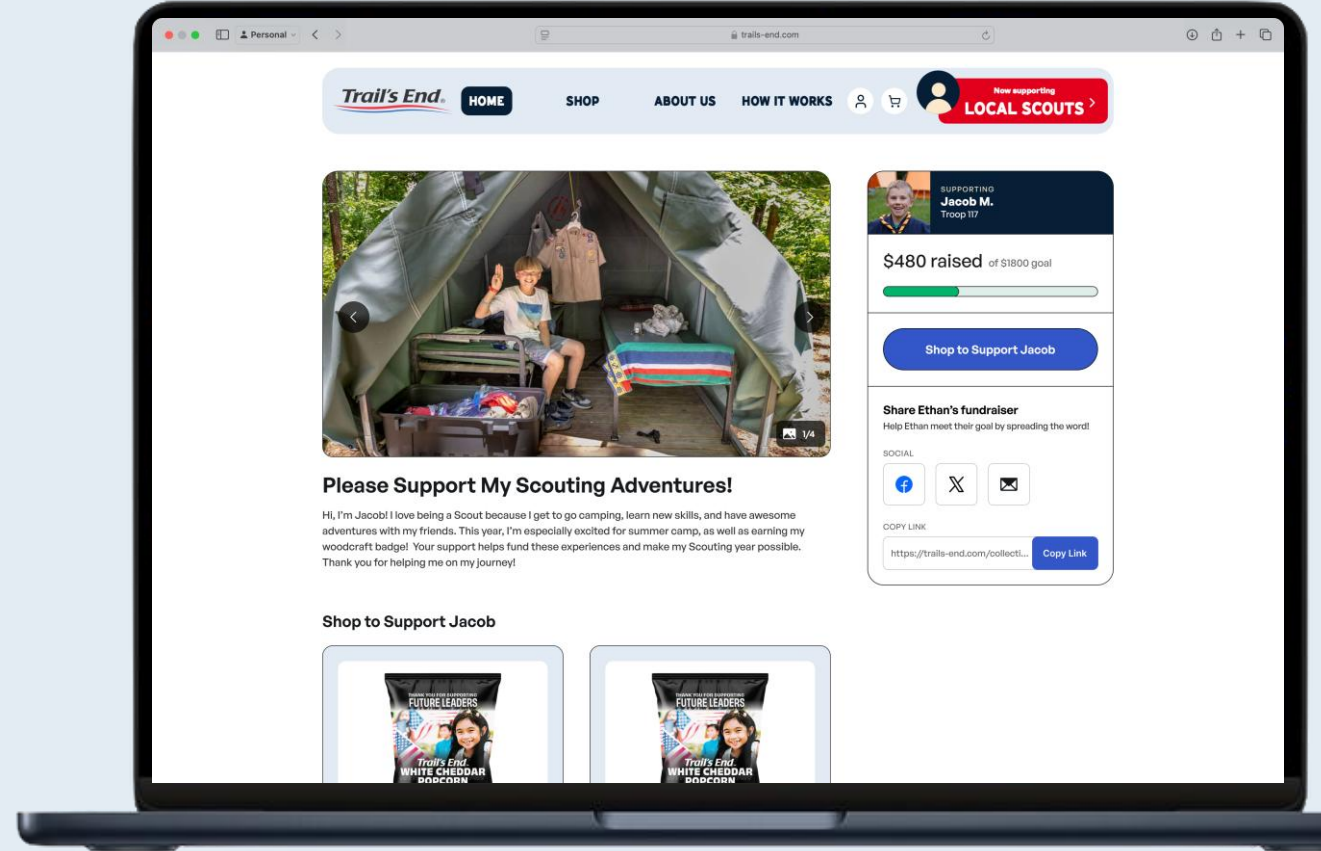 Personal
trails-end.com
Trail's End®
HOME
SHOP
ABOUT US
HOW IT WORKS
Now supporting
LOCAL SCOUTS
1/4
Please Support My Scouting Adventures!
Hi, I'm Jacob! I love being a Scout because I get to go camping, learn new skills, and have awesome
adventures with my friends. This year, I'm especially excited for summer camp, as well as earning my
woodcraft badge! Your support helps fund these experiences and make my Scouting year possible.
Thank you for helping me on my journey!
SUPPORTING
Jacob M.
Troop 117
$480 raised of $1800 goal
Shop to Support Jacob
Share Ethan's fundraiser
Help Ethan meet their goal by spreading the word!
SOCIAL
COPY LINK
https://trails-end.com/collecti...
Copy Link
Shop to Support Jacob
THANK YOU FOR SUPPORTING
FUTURE LEADERS
Trail's End
WHITE CHEDDAR
POPCORN
THANK YOU FOR SUPPORTING
FUTURE LEADERS
Trail's End
WHITE CHEDDAR
POPCORN